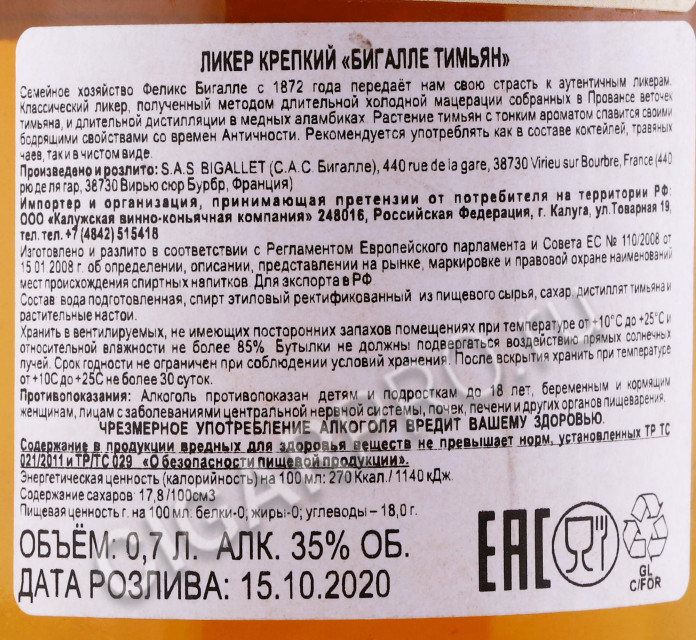 ЛИКЕР КРЕПКИЙ «БИГАЛЛЕ ТИМЬЯН»
Семейное хозяйство Феликс Бигалле с 1872 года передаёт нам свою страсть к аутентичным ликерам.
Классический ликер, полученный методом длительной холодной мацерации собранных в Провансе веточек
тимьяна, и длительной дистилляции в медных аламбиках. Растение тимьян с тонким ароматом славится своими
бодрящими свойствами со времен Античности. Рекомендуется употреблять как в составе коктейлей, травяных
чаев, так и в чистом виде.
Произведено и розлито: S.A.S. BIGALLET (С.А.С. Бигалле), 440 rue de la gare, 38730 Virieu sur Bourbre, France (440
рю де ля гар, 38730 Вирью сюр Бурбр, Франция)
Импортер и организация, принимающая претензии от потребителя на территории РФ:
ООО «Калужская винно-коньячная компания» 248016, Российская Федерация, г. Калуга, ул.Товарная 19,
тел. тел. +7 (4842) 515418
Изготовлено и разлито в соответствии с Регламентом Европейского парламента и Совета ЕС № 110/2008 от
15 01 2008 г. об определении, описании, представлении на рынке, маркировке и правовой охране наименований
мест происхождения спиртных напитков. Для экспорта в РФ
Состав вода подготовленная, спирт этиловый ректификованный из пищевого сырья, сахар, дистиллят тимьяна и
растительные настои.
Хранить в вентилируемых, не имеющих посторонних запахов помещениях при температуре от +10°С до +25°С и
относительной влажности не более 85%. Бутылки не должны подвергаться воздействию прямых солнечных
лучей. Срок годности не ограничен при соблюдении условий хранения. После вскрытия хранить при температуре
от +10С до +25С не более 30 суток.
Противопоказания: Алкоголь противопоказан детям и подросткам до 18 лет, беременным и кормящим
женщинам, лицам с заболеваниями центральной нервной системы, почек, печени и других органов пищеварения.
ЧРЕЗМЕРНОЕ УПОТРЕБЛЕНИЕ АЛКОГОЛЯ ВРЕДИТ ВАШЕМУ ЗДОРОВЬЮ.
Содержание в продукции вредных для здоровья веществ не превышает норм, установленных ТР ТС
021/2011 и ТР/ТС 029 «О безопасности пищевой продукции».
Энергетическая ценность (калорийность) на 100 мл: 270 Ккал./ 1140 кДж.
Содержание сахаров: 17,8 /100см3
Пищевая ценность г. на 100 мл: белки-0; жиры-0; углеводы – 18,0 г.
ОБЪЁМ: 0,7 Л. АЛК. 35% ОБ.
ДАТА РОЗЛИВА: 15.10.2020
EAC
GL
C/FOR
CIGARPRO.ru